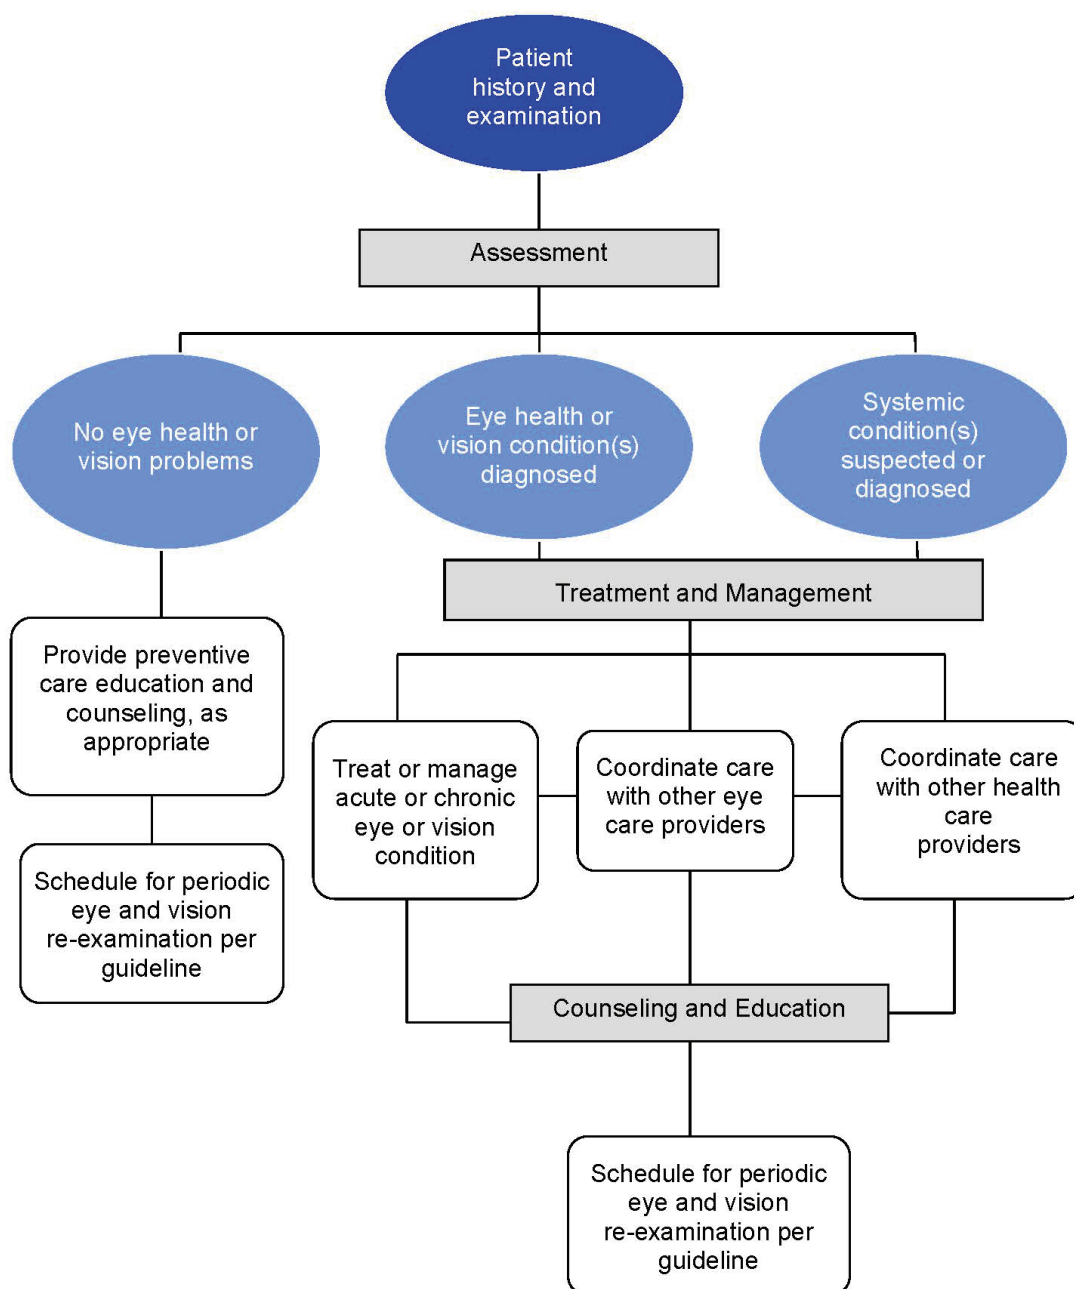 Patient
history and
examination
Assessment
No eye health or
vision problems
Eye health or
vision condition(s)
diagnosed
Systemic
condition(s)
suspected or
diagnosed
Treatment and Management
Provide preventive
care education and
counseling, as
appropriate
Treat or manage
acute or chronic
eye or vision
condition
Coordinate care
with other eye
care providers
Coordinate care
with other health
care
providers
Schedule for periodic
eye and vision
re-examination per
guideline
Counseling and Education
Schedule for periodic
eye and vision
re-examination per
guideline